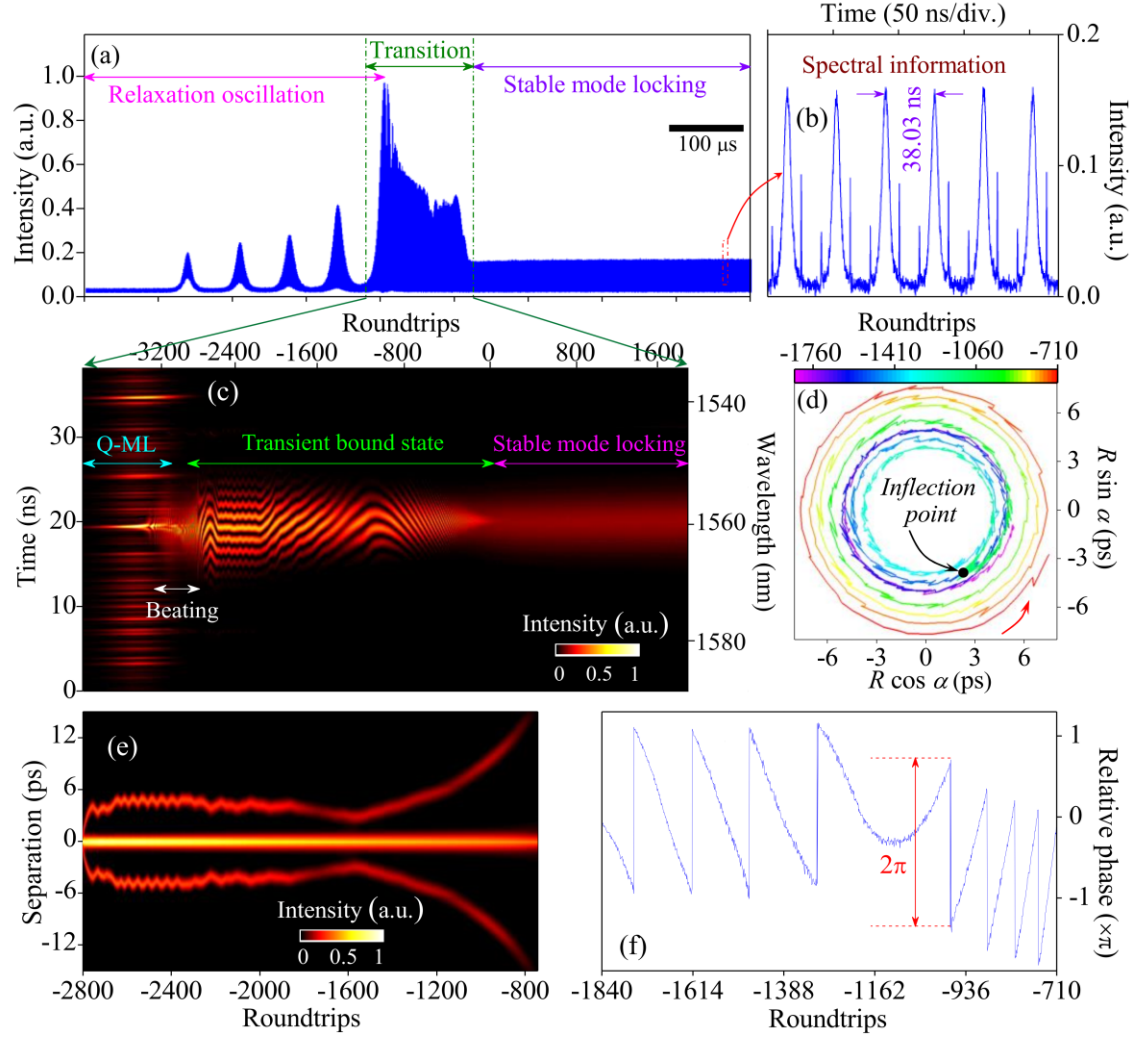 Time (50 ns/div.)
(a)
Transition
Relaxation oscillation
Stable mode locking
100 μs
Intensity (a.u.)
1.0
0.8
0.6
0.4
0.2
0.0
Spectral information
(b)
38.03 ns
0.2
0.1
0.0
Intensity (a.u.)
Roundtrips
-3200 -2400 -1600 -800 0 800 1600
(c)
Q-ML
Transient bound state
Stable mode locking
Beating
Intensity (a.u.)
0 0.5 1
Time (ns)
30
20
10
0
1540
1560
1580
Wavelength (nm)
Roundtrips
-1760 -1410 -1060 -710
(d)
Inflection
point
6
3
0
-3
-6
R sin α (ps)
-6 -3 0 3 6
R cos α (ps)
(e)
Separation (ps)
12
6
0
-6
-12
Intensity (a.u.)
0 0.5 1
-2800 -2400 -2000 -1600 -1200 -800
Roundtrips
2π
(f)
1
0
-1
Relative phase (×π)
-1840 -1614 -1388 -1162 -936 -710
Roundtrips